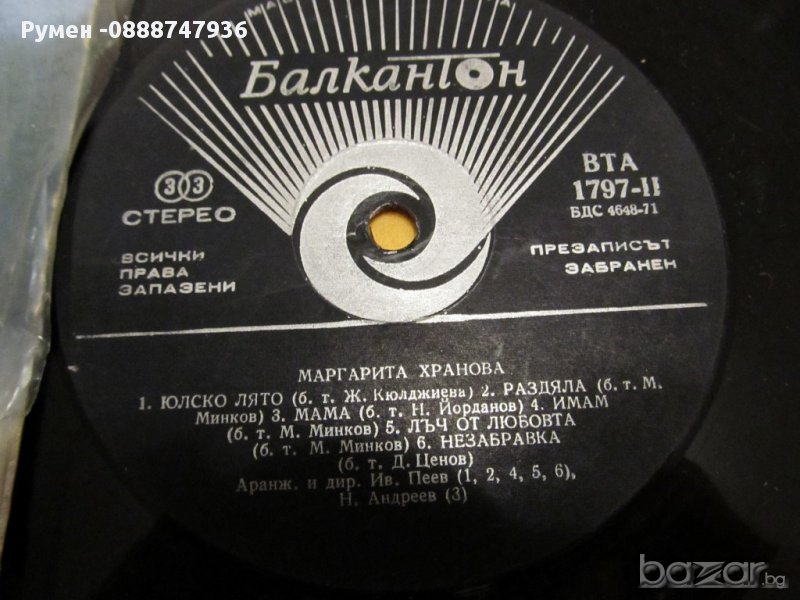 Румен -0888747936
Балкантон
33
СТЕРЕО
ВТА
1797-II
БДС 4648-71
ВСИЧКИ
ПРАВА
ЗАПАЗЕНИ
ПРЕЗАПИСЪТ
ЗАБРАНЕН
МАРГАРИТА ХРАНОВА
1. ЮЛСКО ЛЯТО (б. т. Ж. Кюлджиева) 2. РАЗДЯЛА (б. т. М.
Минков) 3. МАМА (б. т. Н. Йорданов) 4. ИМАМ
(б. т. М. Минков) 5. ЛЪЧ ОТ ЛЮБОВТА
(б. т. М. Минков) 6. НЕЗАБРАВКА
(б. т. Д. Ценов)
Аранж. и дир. Ив. Пеев (1, 2, 4, 5, 6),
Н. Андреев (3)
bazar.bg